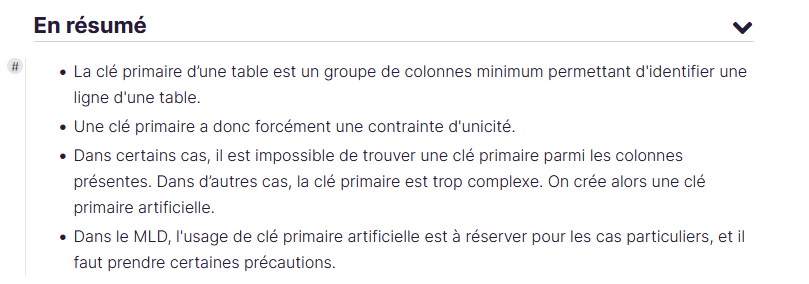 En résumé
#
• La clé primaire d’une table est un groupe de colonnes minimum permettant d'identifier une
ligne d'une table.
• Une clé primaire a donc forcément une contrainte d'unicité.
• Dans certains cas, il est impossible de trouver une clé primaire parmi les colonnes
présentes. Dans d’autres cas, la clé primaire est trop complexe. On crée alors une clé
primaire artificielle.
• Dans le MLD, l'usage de clé primaire artificielle est à réserver pour les cas particuliers, et il
faut prendre certaines précautions.